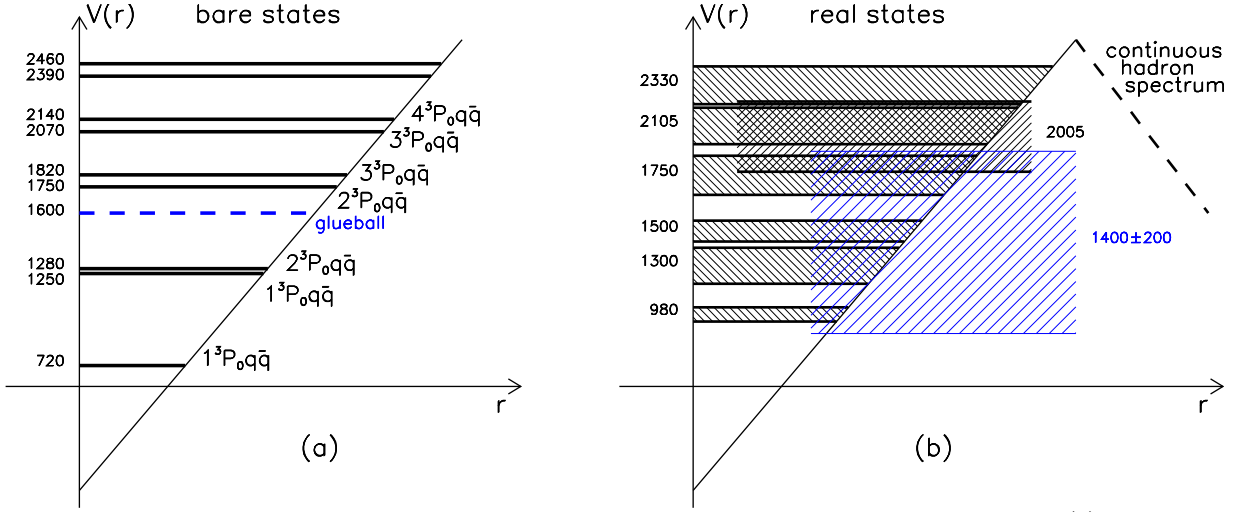 V(r) bare states
2460
2390
2140
4³P₀qq̄
2070
3³P₀qq̄
1820
3³P₀qq̄
1750
2³P₀qq̄
1600
glueball
1280
2³P₀qq̄
1250
1³P₀qq̄
720
1³P₀qq̄
r
(a)
V(r) real states
continuous
hadron
spectrum
2330
2105
2005
1750
1500
1400±200
1300
980
r
(b)